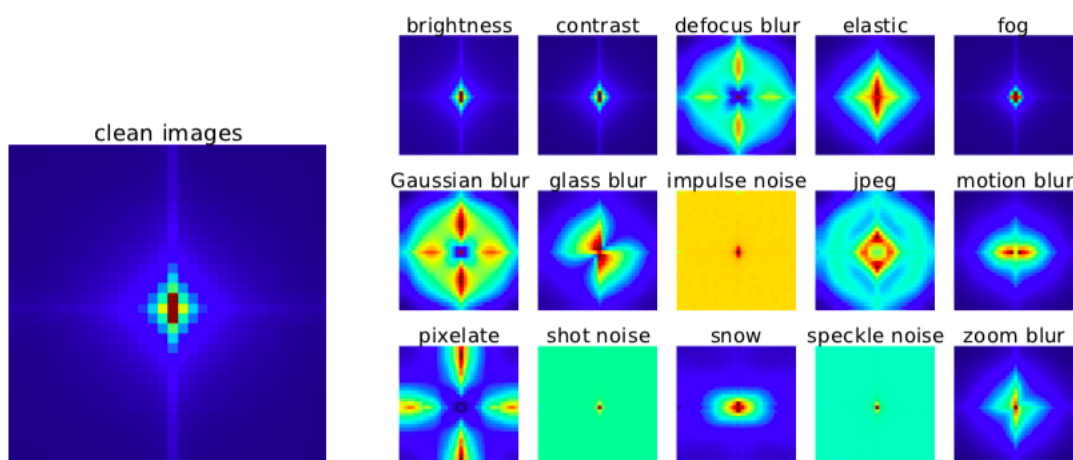 brightness contrast defocus blur elastic fog
clean images
Gaussian blur glass blur impulse noise jpeg motion blur
pixelate shot noise snow speckle noise zoom blur